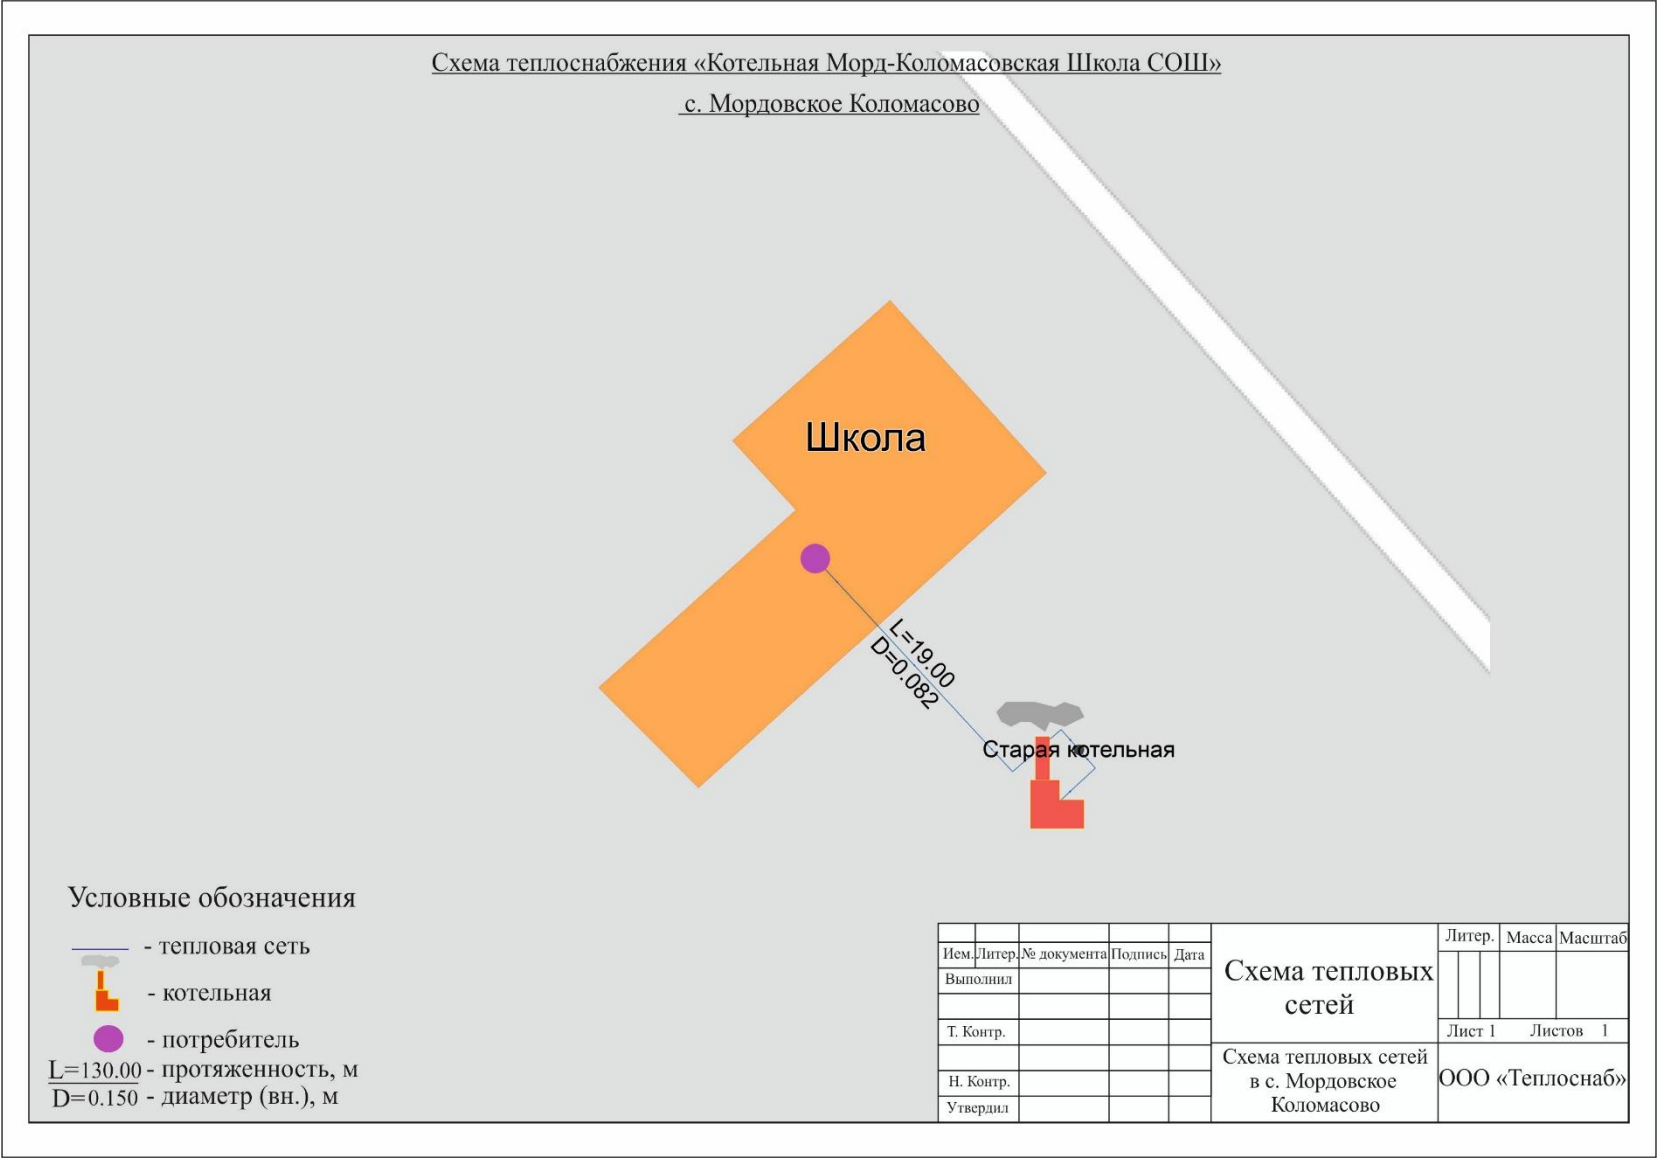 Схема теплоснабжения «Котельная Морд-Коломасовская Школа СОШ»
с. Мордовское Коломасово
Школа
L=19.00
D=0.082
Старая котельная
Условные обозначения
- тепловая сеть
- котельная
- потребитель
L=130.00 - протяженность, м
D=0.150 - диаметр (вн.), м
Ием. Литер. № документа Подпись Дата
Выполнил
Т. Контр.
Н. Контр.
Утвердил
Схема тепловых
сетей
Схема тепловых сетей
в с. Мордовское
Коломасово
Литер. Масса Масштаб
Лист 1 Листов 1
ООО «Теплоснаб»